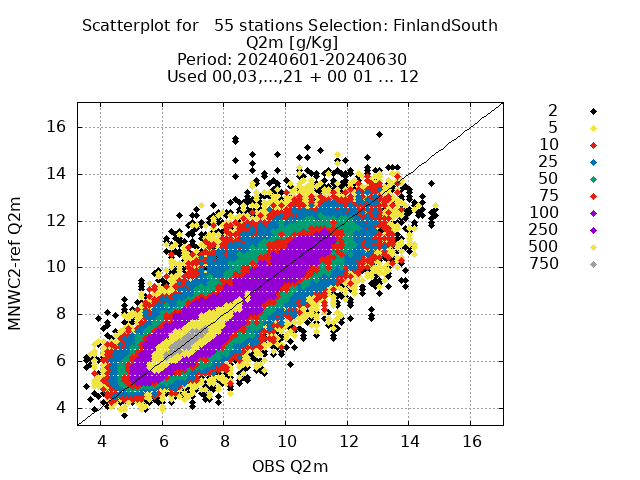 Scatterplot for   55 stations Selection: FinlandSouth
Q2m [g/Kg]
Period: 20240601-20240630
Used 00,03,...,21 + 00 01 ... 12
MNWC2-ref Q2m
16
14
12
10
8
6
4
4 6 8 10 12 14 16
OBS Q2m
2
5
10
25
50
75
100
250
500
750